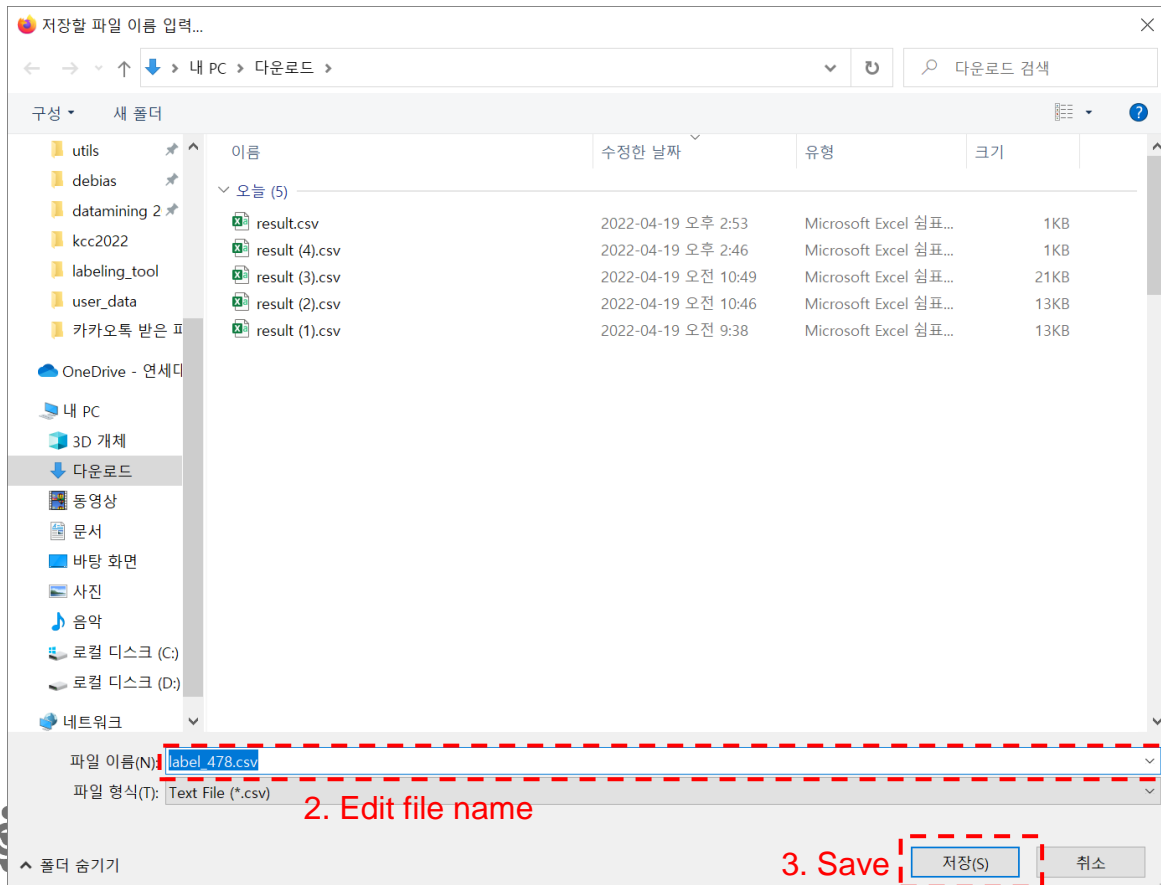 저장할 파일 이름 입력...
내 PC > 다운로드 >
다운로드 검색
구성
새 폴더
utils
debias
datamining 2
kcc2022
labeling_tool
user_data
카카오톡 받은
OneDrive - 연세대
내 PC
3D 개체
다운로드
동영상
문서
바탕 화면
사진
음악
로컬 디스크 (C:)
로컬 디스크 (D:)
네트워크
이름 수정한 날짜 유형 크기
오늘 (5)
result.csv 2022-04-19 오후 2:53 Microsoft Excel 쉼표... 1KB
result (4).csv 2022-04-19 오후 2:46 Microsoft Excel 쉼표... 1KB
result (3).csv 2022-04-19 오전 10:49 Microsoft Excel 쉼표... 21KB
result (2).csv 2022-04-19 오전 10:46 Microsoft Excel 쉼표... 13KB
result (1).csv 2022-04-19 오전 9:38 Microsoft Excel 쉼표... 13KB
파일 이름(N): label_478.csv
파일 형식(T): Text File (*.csv)
2. Edit file name
폴더 숨기기
3. Save
저장(S)
취소